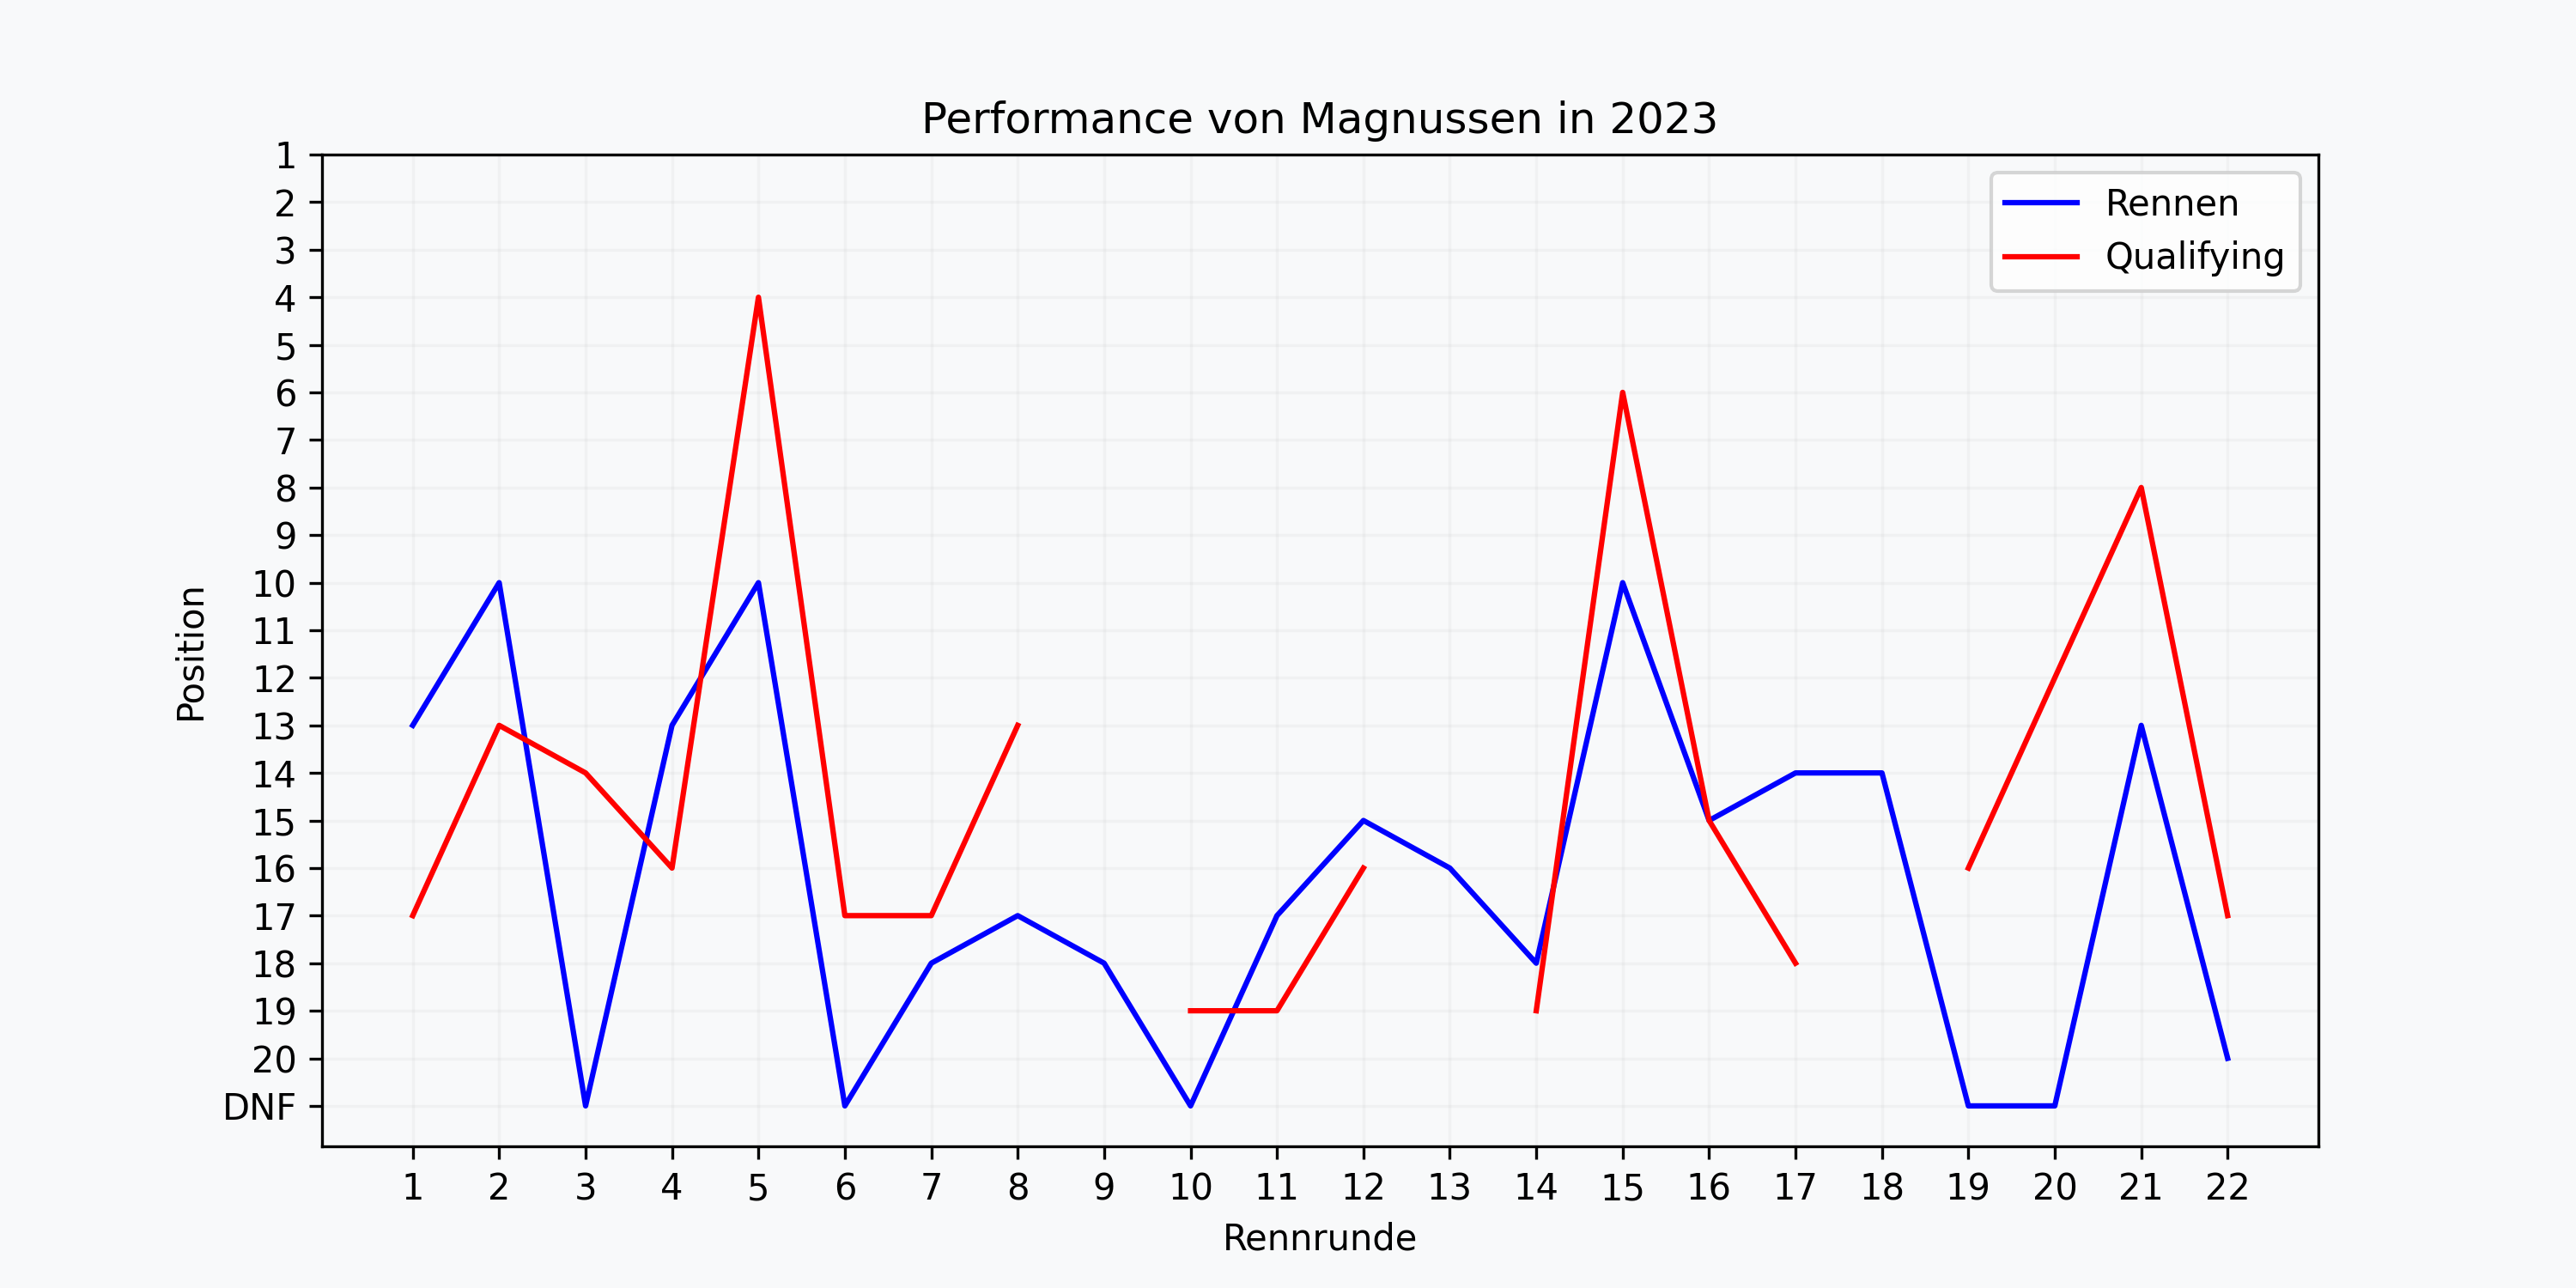 Performance von Magnussen in 2023
Rennen
Qualifying
Position
1
2
3
4
5
6
7
8
9
10
11
12
13
14
15
16
17
18
19
20
DNF
1 2 3 4 5 6 7 8 9 10 11 12 13 14 15 16 17 18 19 20 21 22
Rennrunde